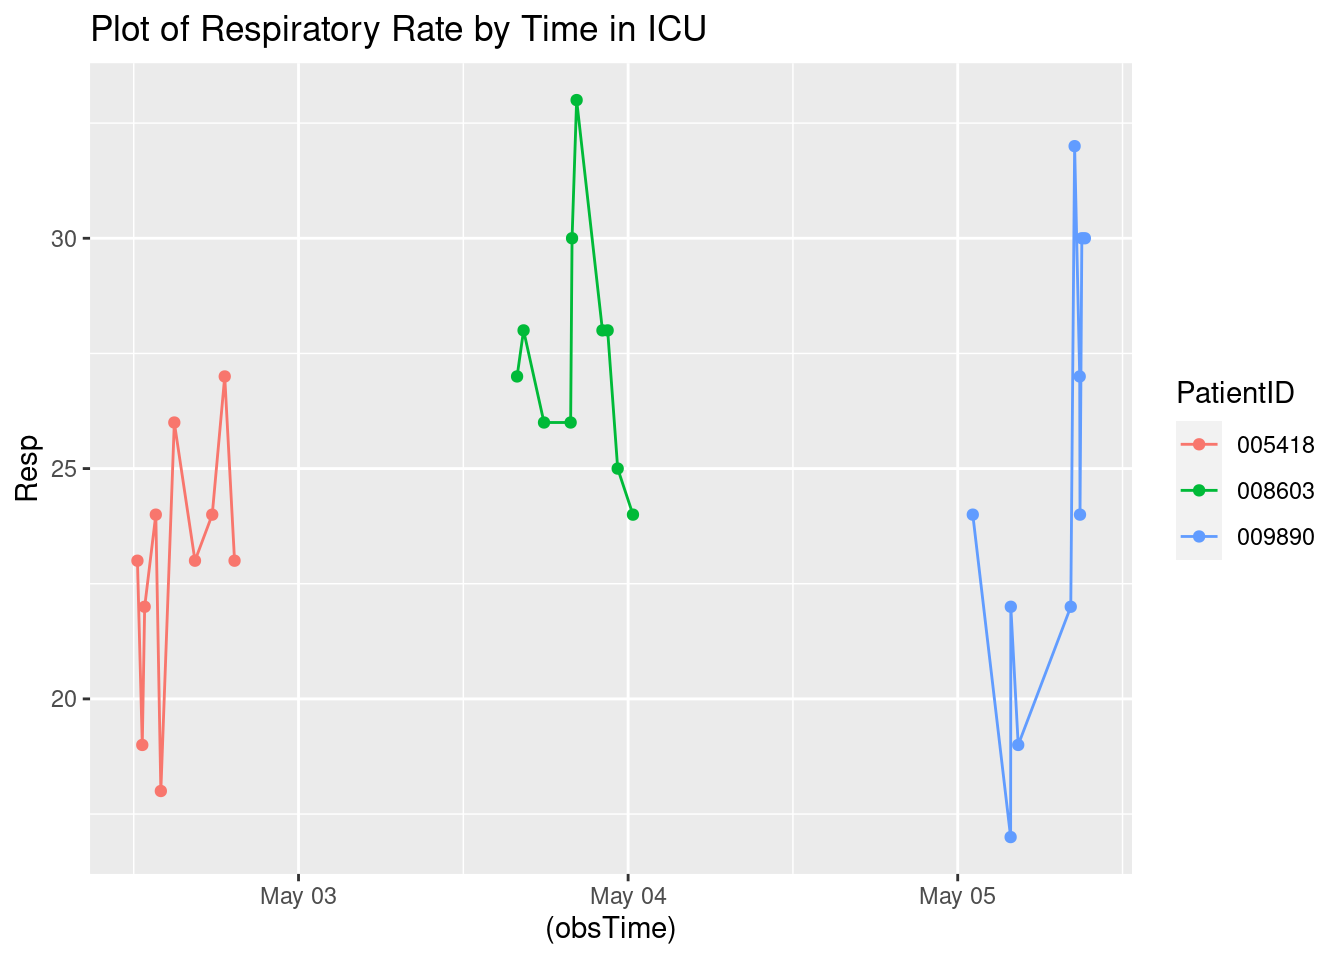 Plot of Respiratory Rate by Time in ICU
Resp
30
25
20
May 03
May 04
May 05
(obsTime)
PatientID
005418
008603
009890